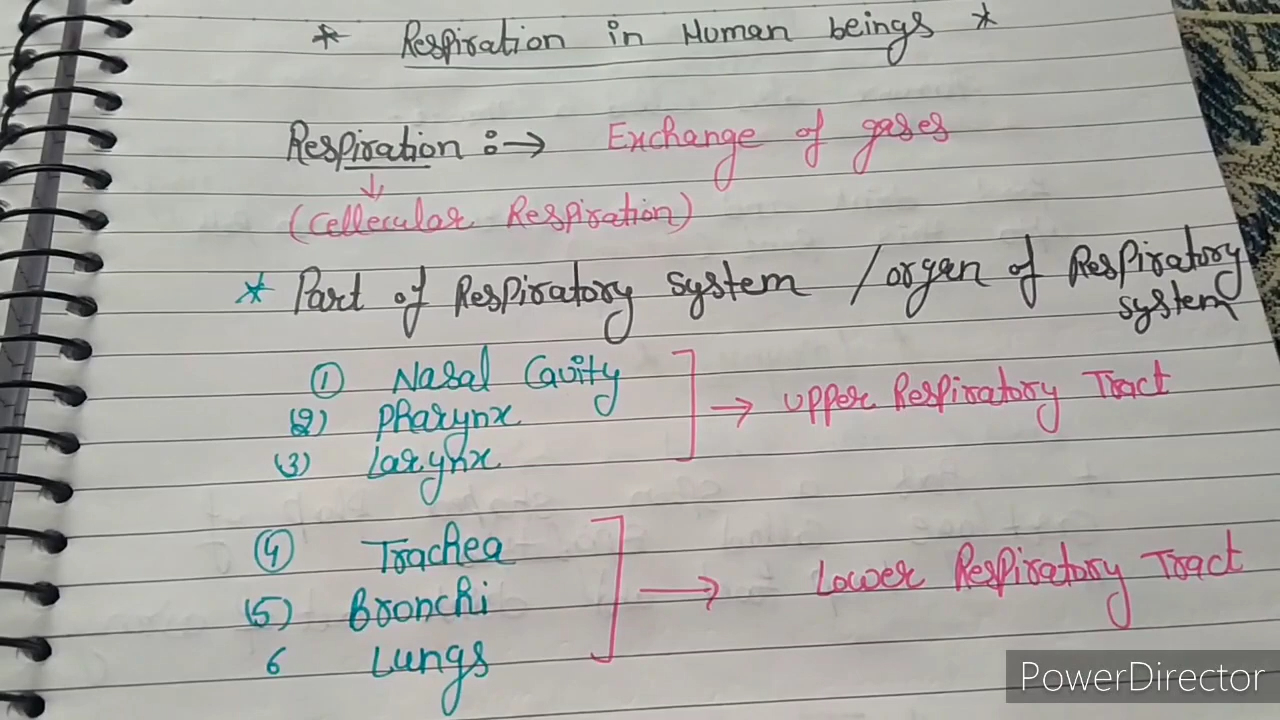 * Respiration in Human beings *
Respiration :→ Exchange of gases
↓
(Cellecular Respiration)
* Part of Respiratory system / organ of Respiratory
system
① Nasal Cavity
(2) Pharynx → upper Respiratory Tract
(3) Larynx
④ Trachea
(5) Bronchi → Lower Respiratory Tract
6 Lungs
PowerDirector